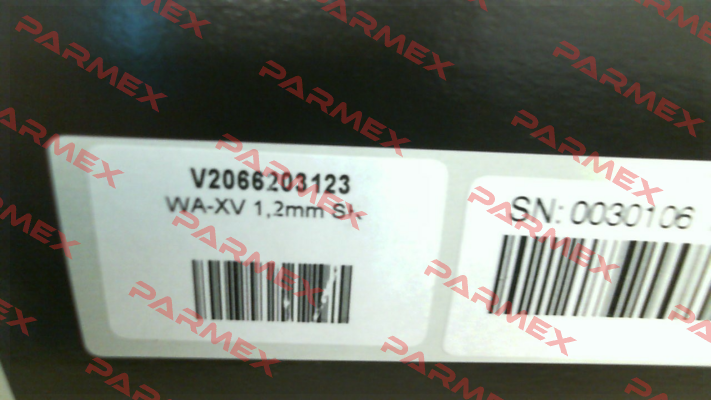 V2066203123
WA-XV 1,2mm
SN: 0030106
PARMEX